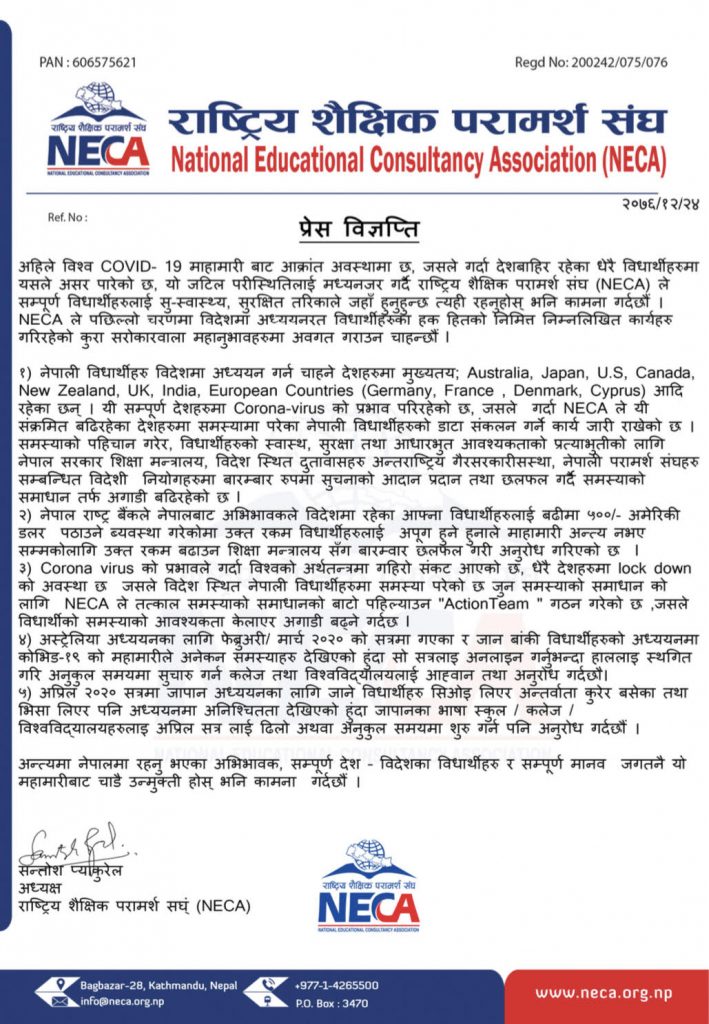 PAN : 606575621
Regd No: 200242/075/076
राष्ट्रिय शैक्षिक परामर्श संघ
NECA
NATIONAL EDUCATIONAL CONSULTANCY ASSOCIATION
राष्ट्रिय शैक्षिक परामर्श संघ
National Educational Consultancy Association (NECA)
२०७६/१२/२४
Ref. No :
प्रेस विज्ञप्ति
अहिले विश्व COVID- 19 माहामारी बाट आक्रांत अवस्थामा छ, जसले गर्दा देशबाहिर रहेका धेरै विधार्थीहरुमा
यसले असर पारेको छ, यो जटिल परीस्थितिलाई मध्यनजर गर्दै राष्ट्रिय शैक्षिक परामर्श संघ (NECA) ले
सम्पूर्ण विधार्थीहरुलाई सु-स्वास्थ्य, सुरक्षित तरिकाले जहाँ हुनुहुन्छ त्यही रहनुहोस् भनि कामना गर्दछौं ।
NECA ले पछिल्लो चरणमा विदेशमा अध्ययनरत विधार्थीहरुका हक हितको निमित्त निम्नलिखित कार्यहरु
गरिरहेको कुरा सरोकारवाला महानुभावहरुमा अवगत गराउन चाहन्छौं ।
१) नेपाली विधार्थीहरु विदेशमा अध्ययन गर्न चाहने देशहरुमा मुख्यतय; Australia, Japan, U.S, Canada,
New Zealand, UK, India, European Countries (Germany, France , Denmark, Cyprus) आदि
रहेका छन् । यी सम्पूर्ण देशहरुमा Corona-virus को प्रभाव परिरहेको छ, जसले गर्दा NECA ले यी
संक्रमित बढिरहेका देशहरुमा समस्यामा परेका नेपाली विधार्थीहरुको डाटा संकलन गर्ने कार्य जारी राखेको छ ।
समस्याको पहिचान गरेर, विधार्थीहरुको स्वास्थ, सुरक्षा तथा आधारभुत आवश्यकताको प्रत्याभुतीको लागि
नेपाल सरकार शिक्षा मन्त्रालय, विदेश स्थित दुतावासहरु अन्तराष्ट्रिय गैरसरकारीसस्था, नेपाली परामर्श संघहरु
सम्बन्धित विदेशी नियोगहरुमा बारम्बार रुपमा सुचनाको आदान प्रदान तथा छलफल गर्दै समस्याको
समाधान तर्फ अगाडी बढिरहेको छ ।
२) नेपाल राष्ट्र बैंकले नेपालबाट अभिभावकले विदेशमा रहेका आफ्ना विधार्थीहरुलाई बढीमा ५००/- अमेरिकी
डलर पठाउने ब्यवस्था गरेकोमा उक्त रकम विधार्थीहरुलाई अपूग हुने हुनाले माहामारी अन्त्य नभए
सम्मकोलागि उक्त रकम बढाउन शिक्षा मन्त्रालय सँग बारम्वार छलफल गरी अनुरोध गरिएको छ ।
३) Corona virus को प्रभावले गर्दा विश्वको अर्थतन्त्रमा गहिरो संकट आएको छ, धेरै देशहरुमा lock down
को अवस्था छ जसले विदेश स्थित नेपाली विधार्थीहरुमा समस्या परेको छ जुन समस्याको समाधान को
लागि NECA ले तत्काल समस्याको समाधानको बाटो पहिल्याउन "ActionTeam " गठन गरेको छ ,जसले
विधार्थीको समस्याको आवश्यकता केलाएर अगाडी बढ्ने गर्दछ ।
४) अस्ट्रेलिया अध्ययनका लागि फेब्रुअरी/ मार्च २०२० को सत्रमा गएका र जान बांकी विधार्थीहरुको अध्ययनमा
कोभिड-१९ को महामारीले अनेकन समस्याहरु देखिएको हुंदा सो सत्रलाइ अनलाइन गर्नुभन्दा हाललाइ स्थगित
गरि अनुकुल समयमा सुचारु गर्न कलेज तथा विश्वविद्यालयलाई आह्वान तथा अनुरोध गर्दछौ।
५) अप्रिल २०२० सत्रमा जापान अध्ययनका लागि जाने विधार्थीहरु सिओइ लिएर अन्तर्वाता कुरेर बसेका तथा
भिसा लिएर पनि अध्ययनमा अनिश्चितता देखिएको हुंदा जापानका भाषा स्कुल / कलेज /
विश्वविद्यालयहरुलाइ अप्रिल सत्र लाई ढिलो अथवा अनुकुल समयमा शुरु गर्न पनि अनुरोध गर्दछौं ।
अन्त्यमा नेपालमा रहनु भएका अभिभावक, सम्पूर्ण देश - विदेशका विधार्थीहरु र सम्पूर्ण मानव जगतनै यो
महामारीबाट चाडै उन्मुक्ती होस् भनि कामना गर्दछौं ।
सन्तोश प्याकुरेल
अध्यक्ष
राष्ट्रिय शैक्षिक परामर्श सघं (NECA)
राष्ट्रिय शैक्षिक परामर्श संघ
NECA
NATIONAL EDUCATIONAL CONSULTANCY ASSOCIATION
Bagbazar-28, Kathmandu, Nepal
info@neca.org.np
+977-1-4265500
P.O. Box : 3470
www.neca.org.np